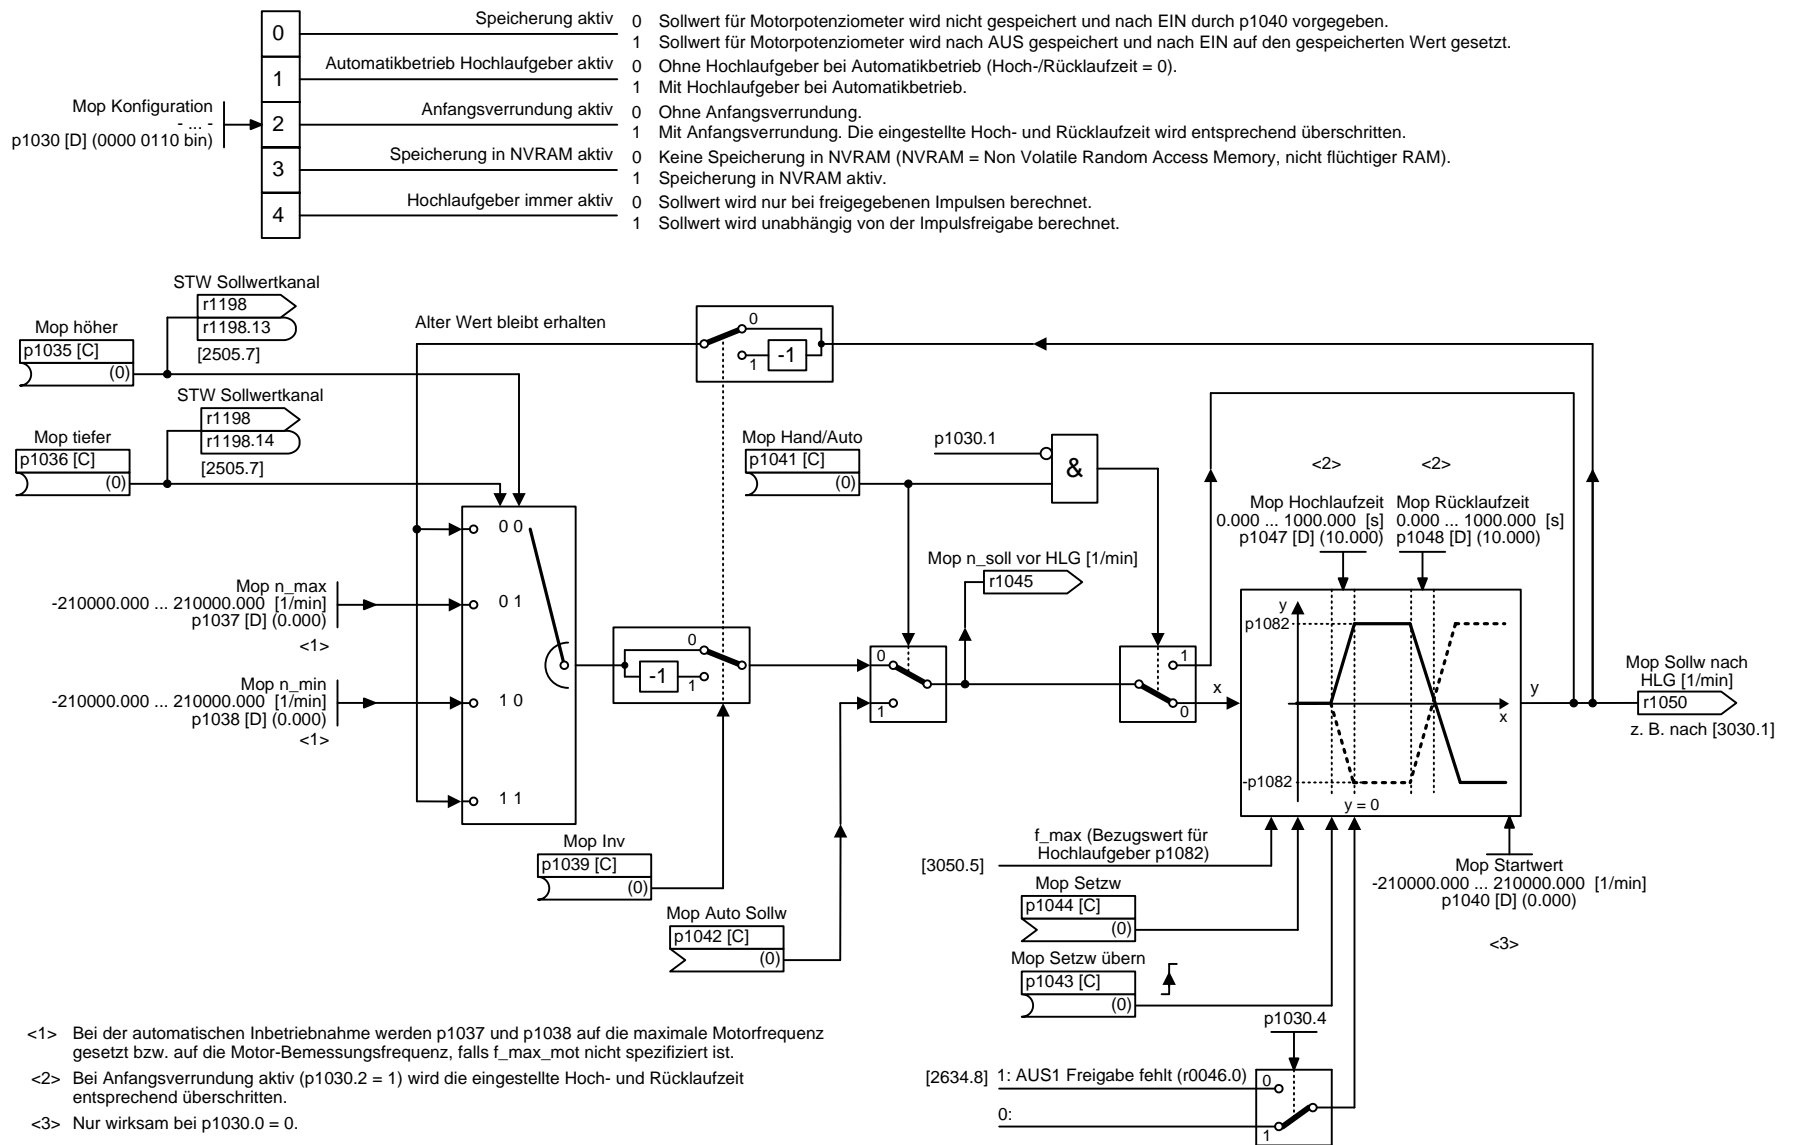 Speicherung aktiv
0 Sollwert für Motorpotenziometer wird nicht gespeichert und nach EIN durch p1040 vorgegeben.
0
1 Sollwert für Motorpotenziometer wird nach AUS gespeichert und nach EIN auf den gespeicherten Wert gesetzt.
Automatikbetrieb Hochlaufgeber aktiv
0 Ohne Hochlaufgeber bei Automatikbetrieb (Hoch-/Rücklaufzeit = 0).
1
1 Mit Hochlaufgeber bei Automatikbetrieb.
Mop Konfiguration
- ... -
p1030 [D] (0000 0110 bin)
Anfangsverrundung aktiv
0 Ohne Anfangsverrundung.
2
1 Mit Anfangsverrundung. Die eingestellte Hoch- und Rücklaufzeit wird entsprechend überschritten.
Speicherung in NVRAM aktiv
0 Keine Speicherung in NVRAM (NVRAM = Non Volatile Random Access Memory, nicht flüchtiger RAM).
3
1 Speicherung in NVRAM aktiv.
Hochlaufgeber immer aktiv
0 Sollwert wird nur bei freigegebenen Impulsen berechnet.
4
1 Sollwert wird unabhängig von der Impulsfreigabe berechnet.
STW Sollwertkanal
r1198
r1198.13
[2505.7]
Mop höher
p1035 [C]
(0)
STW Sollwertkanal
r1198
r1198.14
[2505.7]
Mop tiefer
p1036 [C]
(0)
Alter Wert bleibt erhalten
0
1
-1
Mop Hand/Auto
p1041 [C]
(0)
p1030.1
&
<2>
<2>
Mop Hochlaufzeit
0.000 ... 1000.000 [s]
p1047 [D] (10.000)
Mop Rücklaufzeit
0.000 ... 1000.000 [s]
p1048 [D] (10.000)
Mop n_soll vor HLG [1/min]
r1045
0 0
0 1
1 0
1 1
Mop n_max
-210000.000 ... 210000.000 [1/min]
p1037 [D] (0.000)
<1>
Mop n_min
-210000.000 ... 210000.000 [1/min]
p1038 [D] (0.000)
<1>
0
-1
1
0
1
1
0
x
y
p1082
x
-p1082
y = 0
y
Mop Sollw nach
HLG [1/min]
r1050
z. B. nach [3030.1]
Mop Inv
p1039 [C]
(0)
Mop Auto Sollw
p1042 [C]
(0)
f_max (Bezugswert für
Hochlaufgeber p1082)
[3050.5]
Mop Setzw
p1044 [C]
(0)
Mop Setzw übern
p1043 [C]
(0)
Mop Startwert
-210000.000 ... 210000.000 [1/min]
p1040 [D] (0.000)
<3>
p1030.4
[2634.8] 1: AUS1 Freigabe fehlt (r0046.0)
0
0:
1
<1> Bei der automatischen Inbetriebnahme werden p1037 und p1038 auf die maximale Motorfrequenz
gesetzt bzw. auf die Motor-Bemessungsfrequenz, falls f_max_mot nicht spezifiziert ist.
<2> Bei Anfangsverrundung aktiv (p1030.2 = 1) wird die eingestellte Hoch- und Rücklaufzeit
entsprechend überschritten.
<3> Nur wirksam bei p1030.0 = 0.